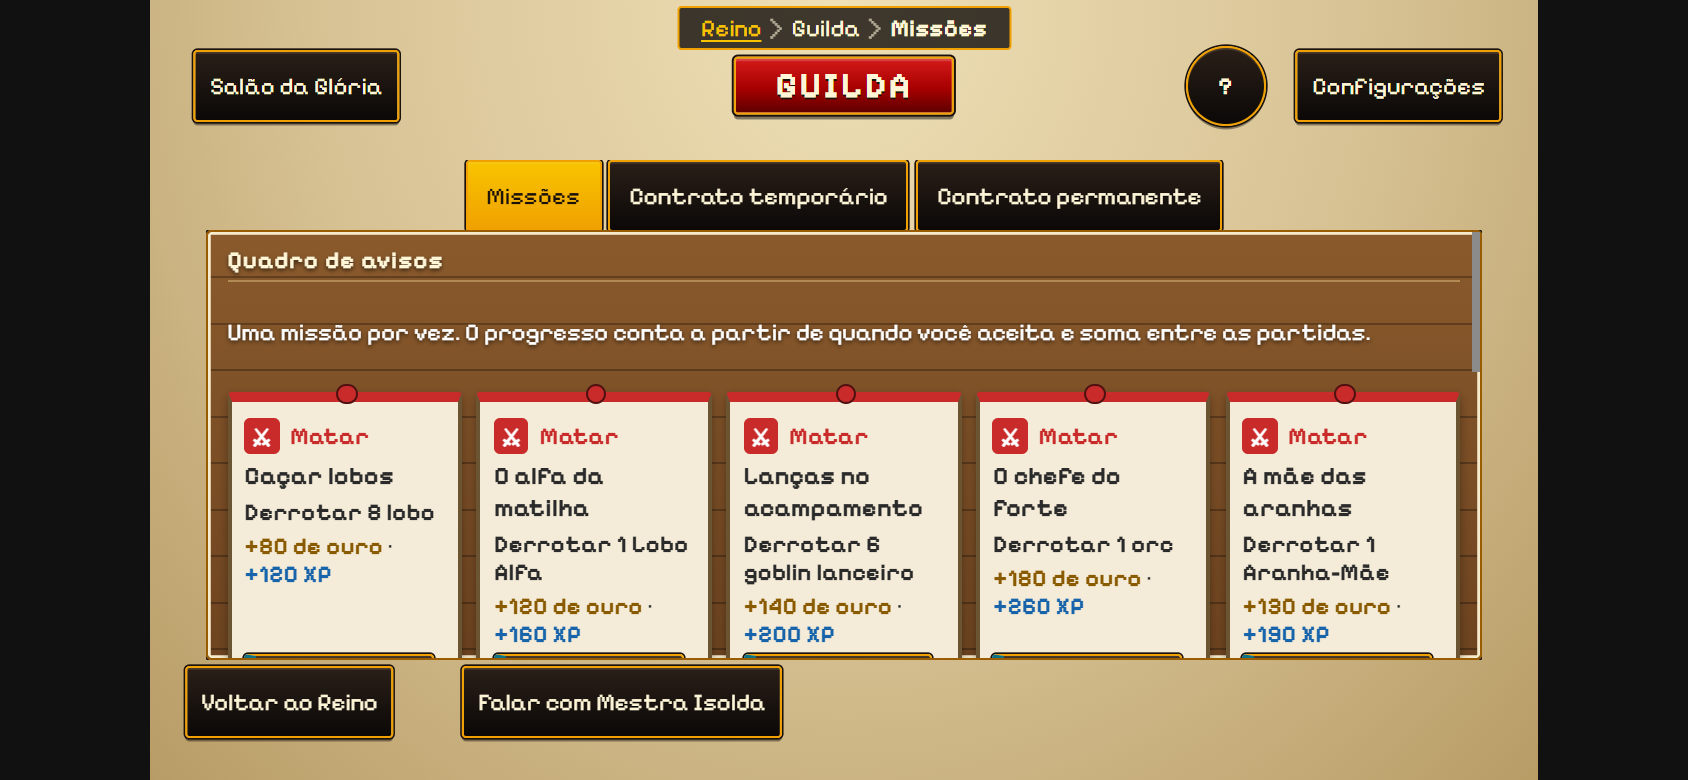 Reino > Guilda > Missões
Salão da Glória
GUILDA
?
Configurações
Missões
Contrato temporário
Contrato permanente
Quadro de avisos
Uma missão por vez. O progresso conta a partir de quando você aceita e soma entre as partidas.
Matar
Caçar lobos
Derrotar 8 lobo
+80 de ouro ·
+120 XP
Matar
O alfa da
matilha
Derrotar 1 Lobo
Alfa
+120 de ouro ·
+160 XP
Matar
Lanças no
acampamento
Derrotar 6
goblin lanceiro
+140 de ouro ·
+200 XP
Matar
O chefe do
Forte
Derrotar 1 orc
+180 de ouro ·
+260 XP
Matar
A mãe das
aranhas
Derrotar 1
Aranha-Mãe
+130 de ouro ·
+190 XP
Voltar ao Reino
Falar com Mestra Isolda